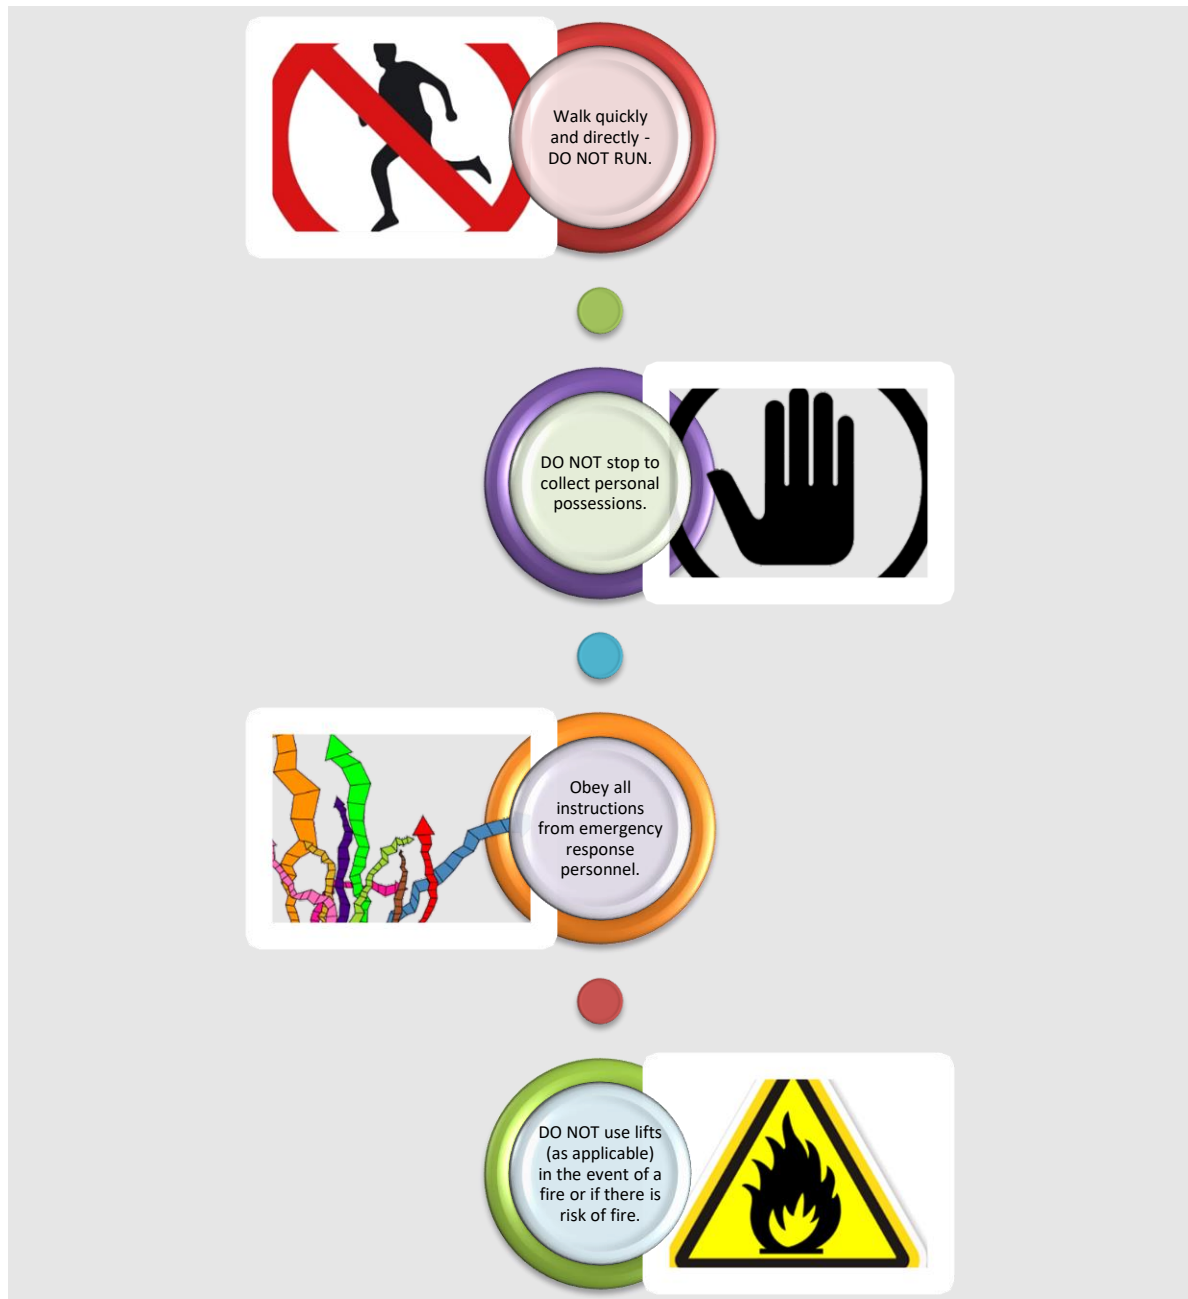 Walk quickly
and directly -
DO NOT RUN.
DO NOT stop to
collect personal
possessions.
Obey all
instructions
from emergency
response
personnel.
DO NOT use lifts
(as applicable)
in the event of a
fire or if there is
risk of fire.